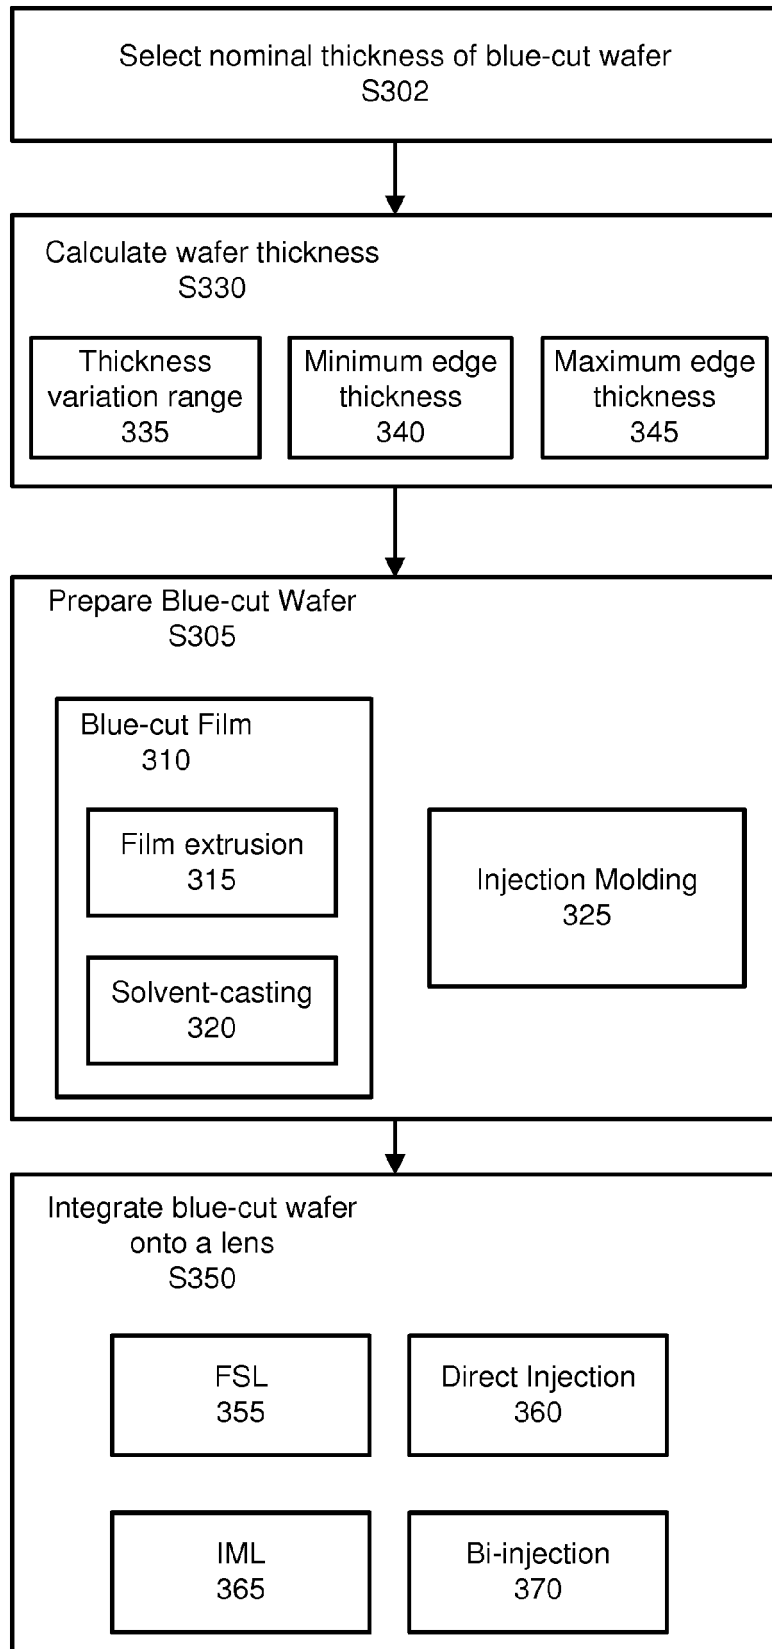 Select nominal thickness of blue-cut wafer
S302
Calculate wafer thickness
S330
Thickness
variation range
335
Minimum edge
thickness
340
Maximum edge
thickness
345
Prepare Blue-cut Wafer
S305
Blue-cut Film
310
Film extrusion
315
Solvent-casting
320
Injection Molding
325
Integrate blue-cut wafer
onto a lens
S350
FSL
355
Direct Injection
360
IML
365
Bi-injection
370